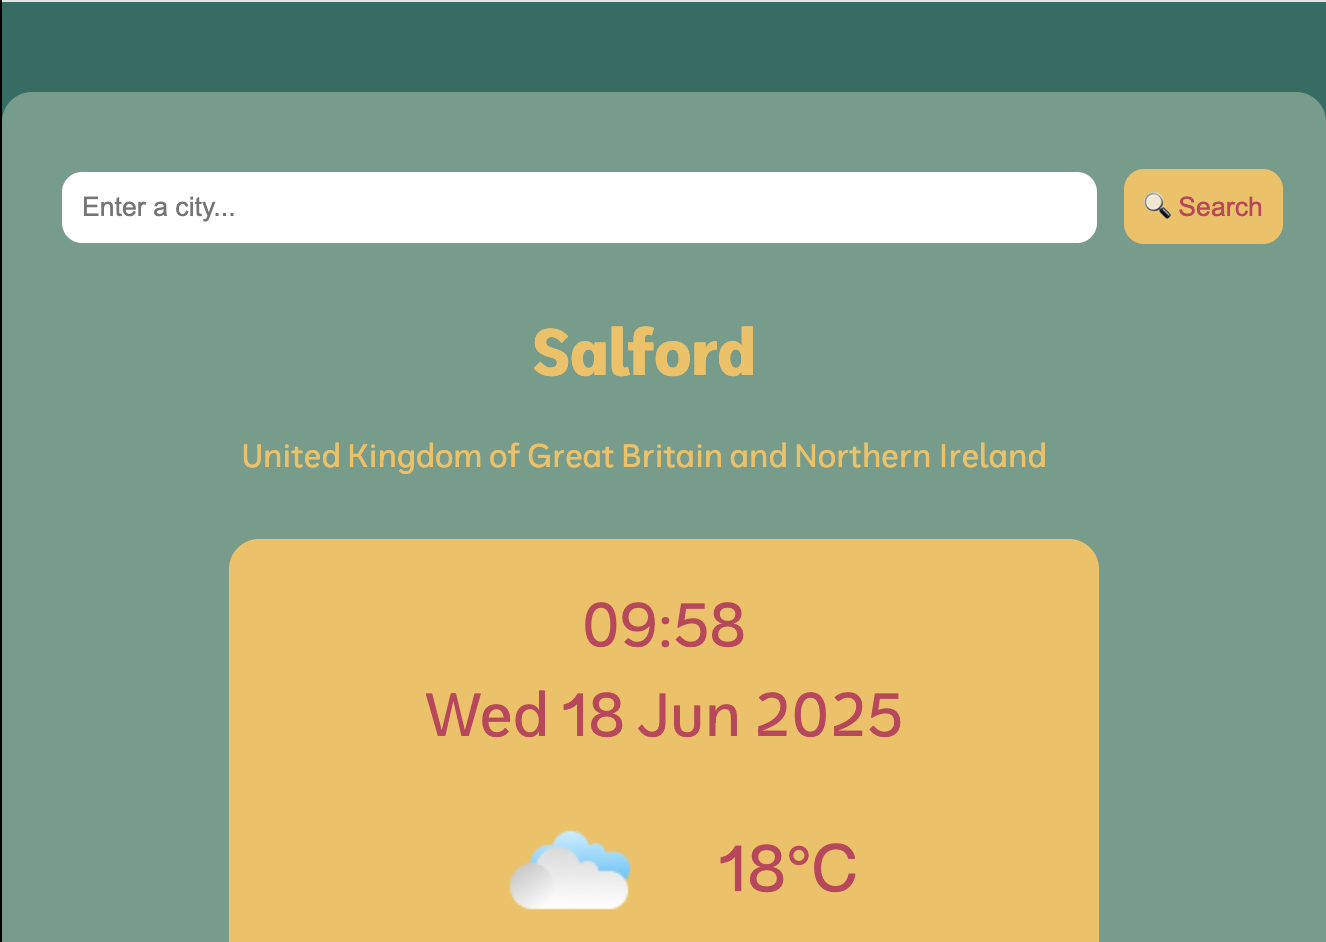 Enter a city...
Search
Salford
United Kingdom of Great Britain and Northern Ireland
09:58
Wed 18 Jun 2025
18°C